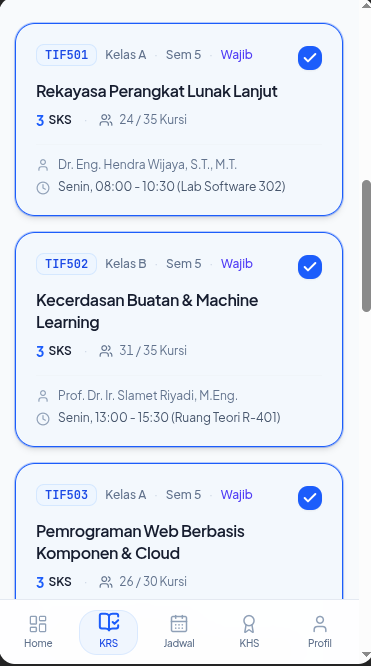 TIF501 Kelas A · Sem 5 · Wajib
Rekayasa Perangkat Lunak Lanjut
3 SKS · 24 / 35 Kursi
Dr. Eng. Hendra Wijaya, S.T., M.T.
Senin, 08:00 - 10:30 (Lab Software 302)
TIF502 Kelas B · Sem 5 · Wajib
Kecerdasan Buatan & Machine
Learning
3 SKS · 31 / 35 Kursi
Prof. Dr. Ir. Slamet Riyadi, M.Eng.
Senin, 13:00 - 15:30 (Ruang Teori R-401)
TIF503 Kelas A · Sem 5 · Wajib
Pemrograman Web Berbasis
Komponen & Cloud
3 SKS · 26 / 30 Kursi
Home KRS Jadwal KHS Profil